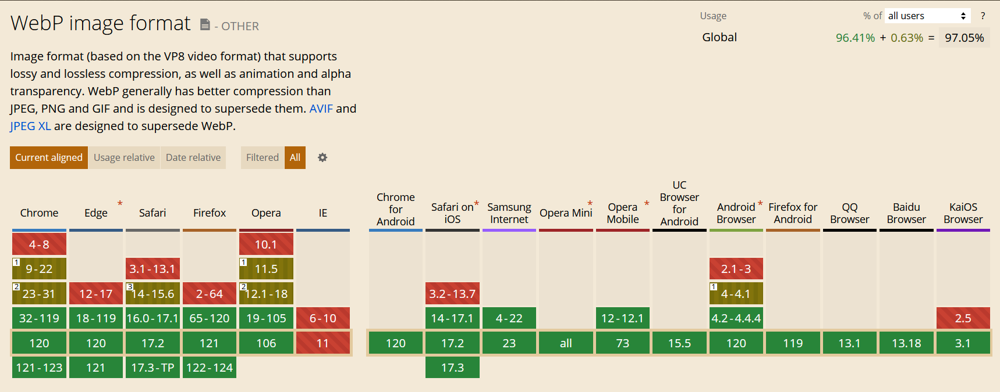 WebP image format - OTHER
Usage % of all users ?
Global 96.41% + 0.63% = 97.05%
Image format (based on the VP8 video format) that supports
lossy and lossless compression, as well as animation and alpha
transparency. WebP generally has better compression than
JPEG, PNG and GIF and is designed to supersede them. AVIF and
JPEG XL are designed to supersede WebP.
Current aligned Usage relative Date relative Filtered All
Chrome
4-8
1 9-22
2 23-31
32-119
120
121-123
Edge *
12-17
18-119
120
121
Safari
3.1-13.1
3 14-15.6
16.0-17.1
17.2
17.3-TP
Firefox
2-64
65-120
121
122-124
Opera
10.1
1 11.5
2 12.1-18
19-105
106
IE
6-10
11
Chrome
for
Android
120
Safari on *
iOS
3.2-13.7
14-17.1
17.2
17.3
Samsung
Internet
4-22
23
Opera Mini *
all
Opera *
Mobile
12-12.1
73
UC
Browser
for
Android
15.5
Android *
Browser
2.1-3
1 4-4.1
4.2-4.4.4
120
Firefox for
Android
119
QQ
Browser
13.1
Baidu
Browser
13.18
KaiOS
Browser
2.5
3.1